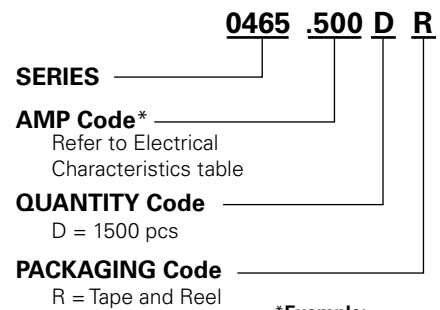 0465 .500 D R
SERIES
AMP Code*
Refer to Electrical
Characteristics table
QUANTITY Code
D = 1500 pcs
PACKAGING Code
R = Tape and Reel
*Example: